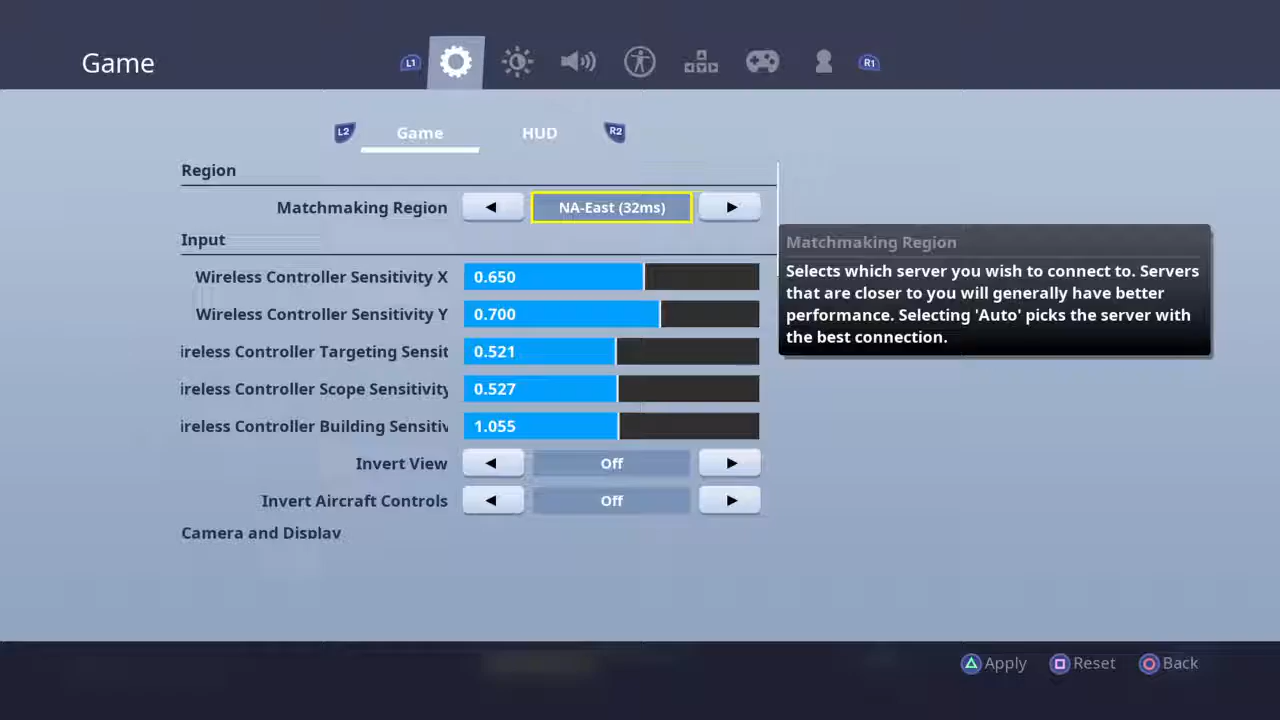 Game
L1
R1
L2
Game
HUD
R2
Region
Matchmaking Region
NA-East (32ms)
Input
Wireless Controller Sensitivity X
0.650
Wireless Controller Sensitivity Y
0.700
ireless Controller Targeting Sensit
0.521
ireless Controller Scope Sensitivity
0.527
ireless Controller Building Sensitiv
1.055
Invert View
Off
Invert Aircraft Controls
Off
Camera and Display
Matchmaking Region
Selects which server you wish to connect to. Servers
that are closer to you will generally have better
performance. Selecting 'Auto' picks the server with
the best connection.
Apply
Reset
Back